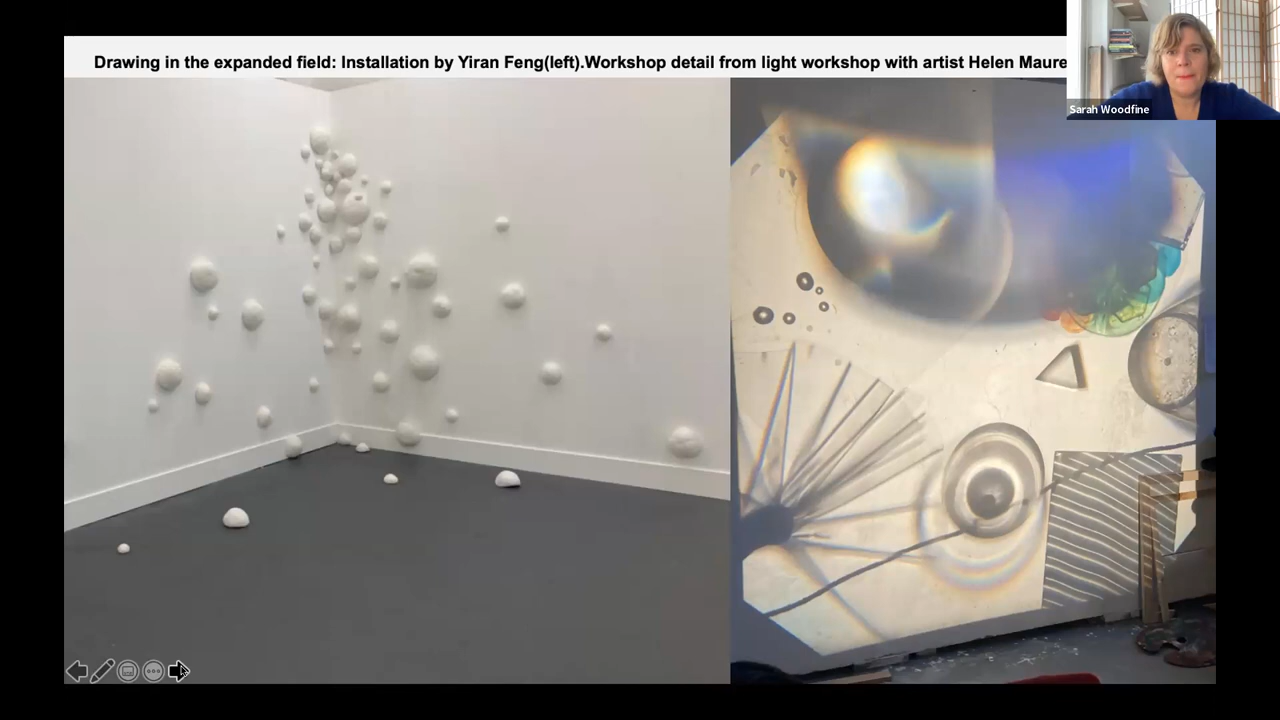 Drawing in the expanded field: Installation by Yiran Feng(left).Workshop detail from light workshop with artist Helen Maure
Sarah Woodfine